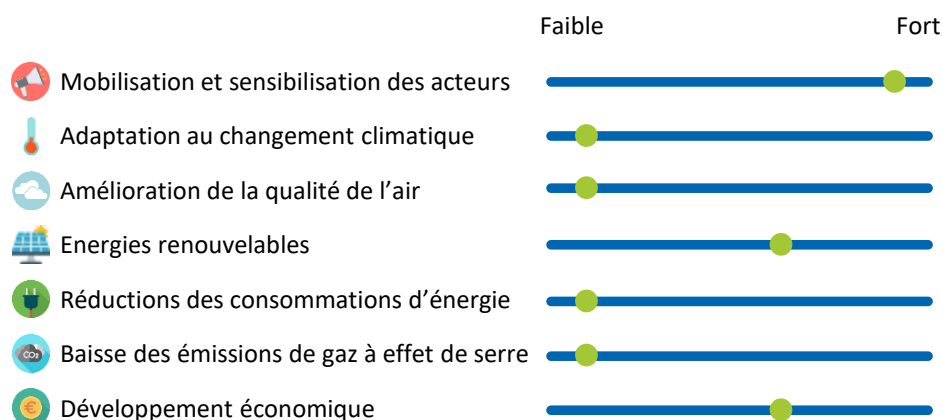 Faible Fort
Mobilisation et sensibilisation des acteurs
Adaptation au changement climatique
Amélioration de la qualité de l’air
Energies renouvelables
Réductions des consommations d’énergie
CO₂ Baisse des émissions de gaz à effet de serre
€ Développement économique